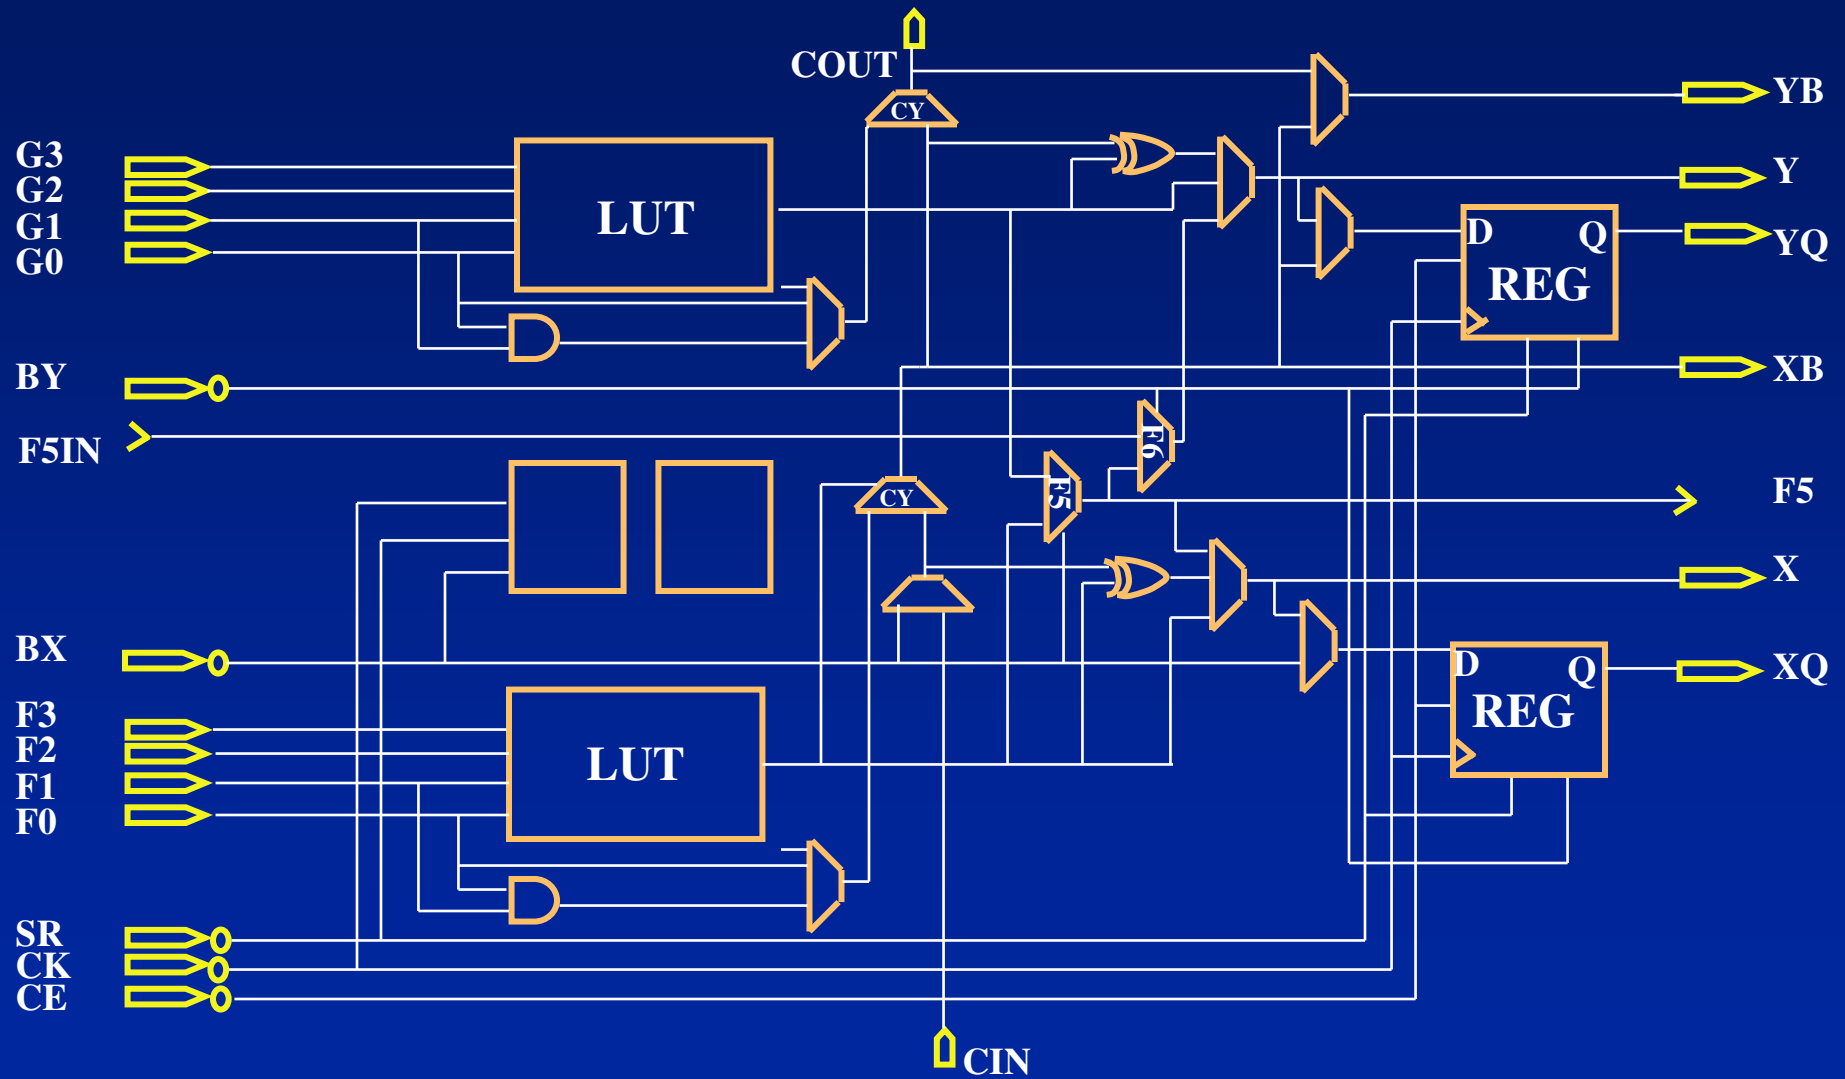 COUT
CY
YB
G3
Y
G2
LUT
G1
D
Q
YQ
G0
REG
BY
XB
F5IN
F6
F5
CY
F5
X
BX
D
Q
XQ
F3
REG
F2
LUT
F1
F0
SR
CK
CE
CIN